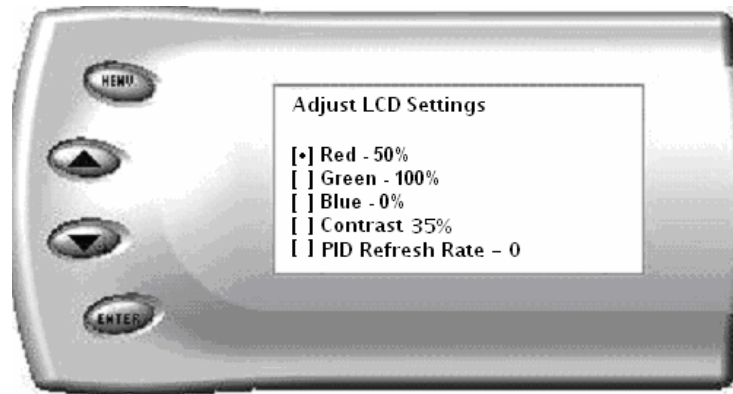 MENU
Adjust LCD Settings
[•] Red - 50%
[ ] Green - 100%
[ ] Blue - 0%
[ ] Contrast 35%
[ ] PID Refresh Rate – 0
ENTER